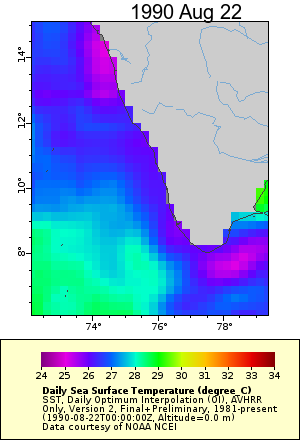 1990 Aug 22
14°
12°
10°
8°
74° 76° 78°
24 25 26 27 28 29 30 31 32 33 34
Daily Sea Surface Temperature (degree_C)
SST, Daily Optimum Interpolation (OI), AVHRR
Only, Version 2, Final+Preliminary, 1981-present
(1990-08-22T00:00:00Z, Altitude=0.0 m)
Data courtesy of NOAA NCEI